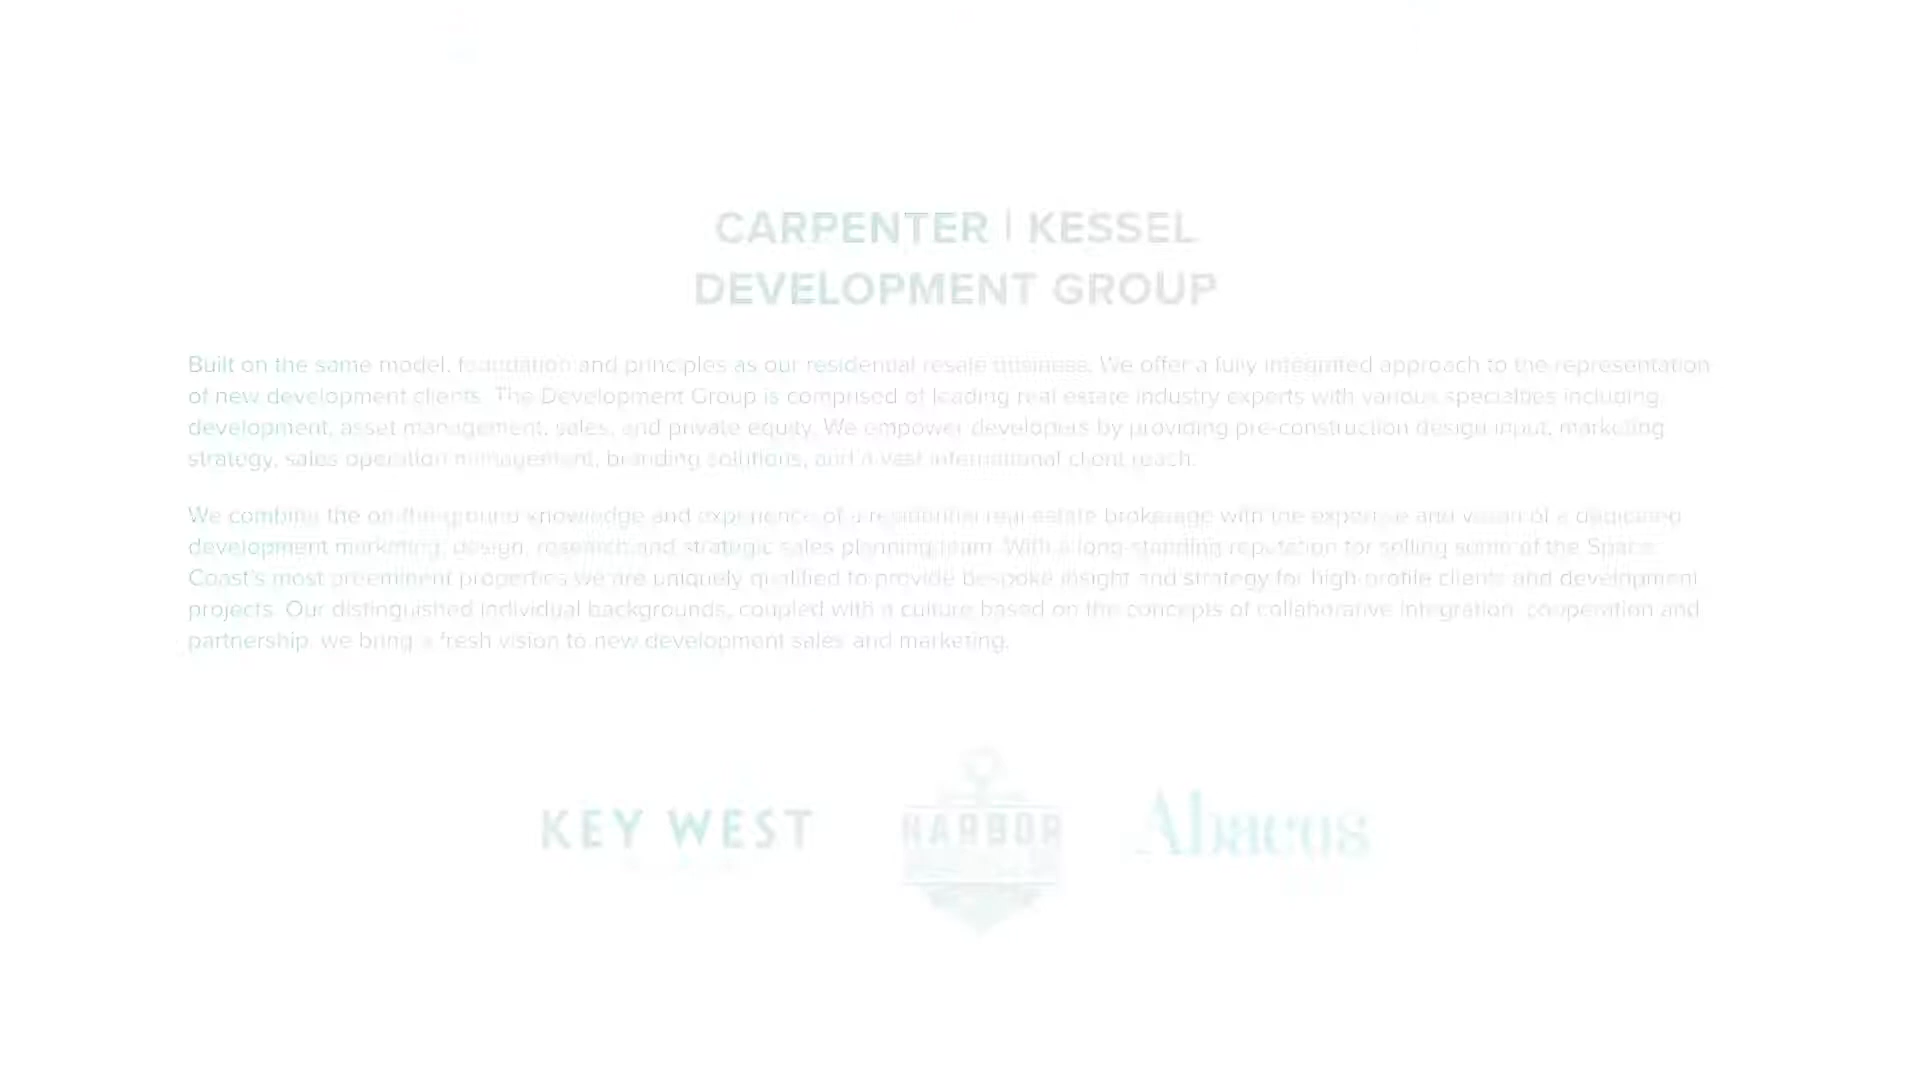 CARPENTER | KESSEL
DEVELOPMENT GROUP
Built on the same model, foundation and principles as our residential resale business. We offer a fully integrated approach to the representation
of new development clients. The Development Group is comprised of leading real estate industry experts with various specialties including,
development, asset management, sales, and private equity. We empower developers by providing pre-construction design input, marketing
strategy, sales operation management, branding solutions, and a vast international client reach.
We combine the on-the-ground knowledge and experience of a residential real estate brokerage with the expertise and vision of a dedicated
development marketing, design, research and strategic sales planning team. With a long-standing reputation for selling some of the Space
Coast's most preeminent properties we are uniquely qualified to provide bespoke insight and strategy for high-profile clients and development
projects. Our distinguished individual backgrounds, coupled with a culture based on the concepts of collaborative integration, cooperation and
partnership, we bring a fresh vision to new development sales and marketing.
KEY WEST
HARBOR
Abacos